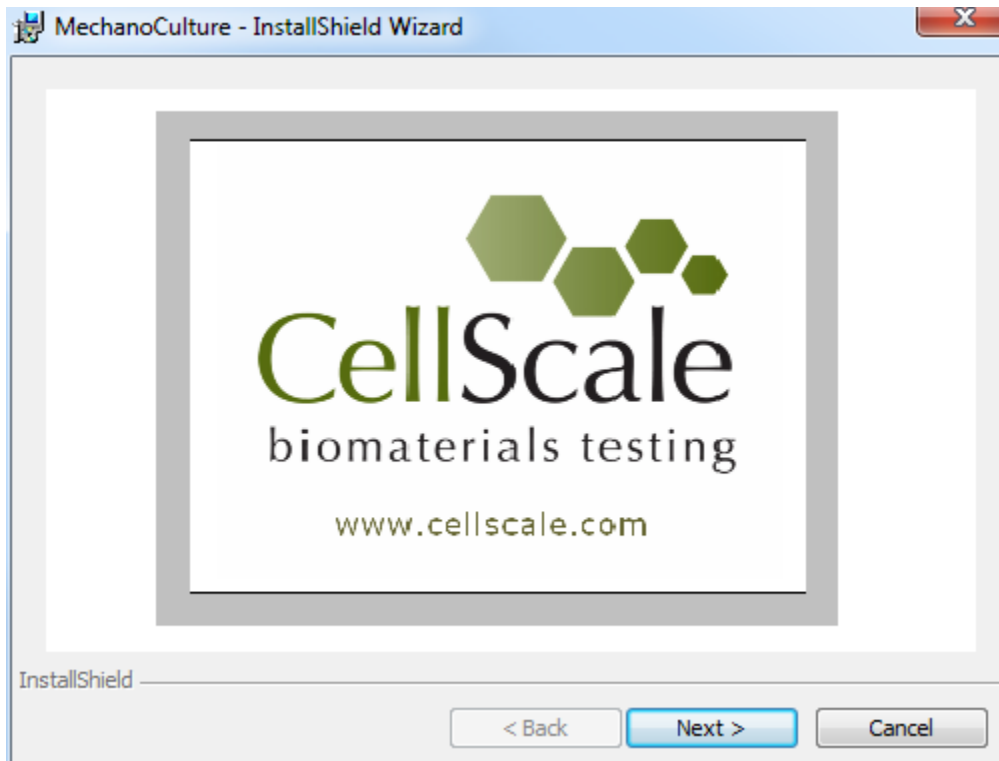 MechanoCulture - InstallShield Wizard
CellScale
biomaterials testing
www.cellscale.com
InstallShield
< Back Next > Cancel